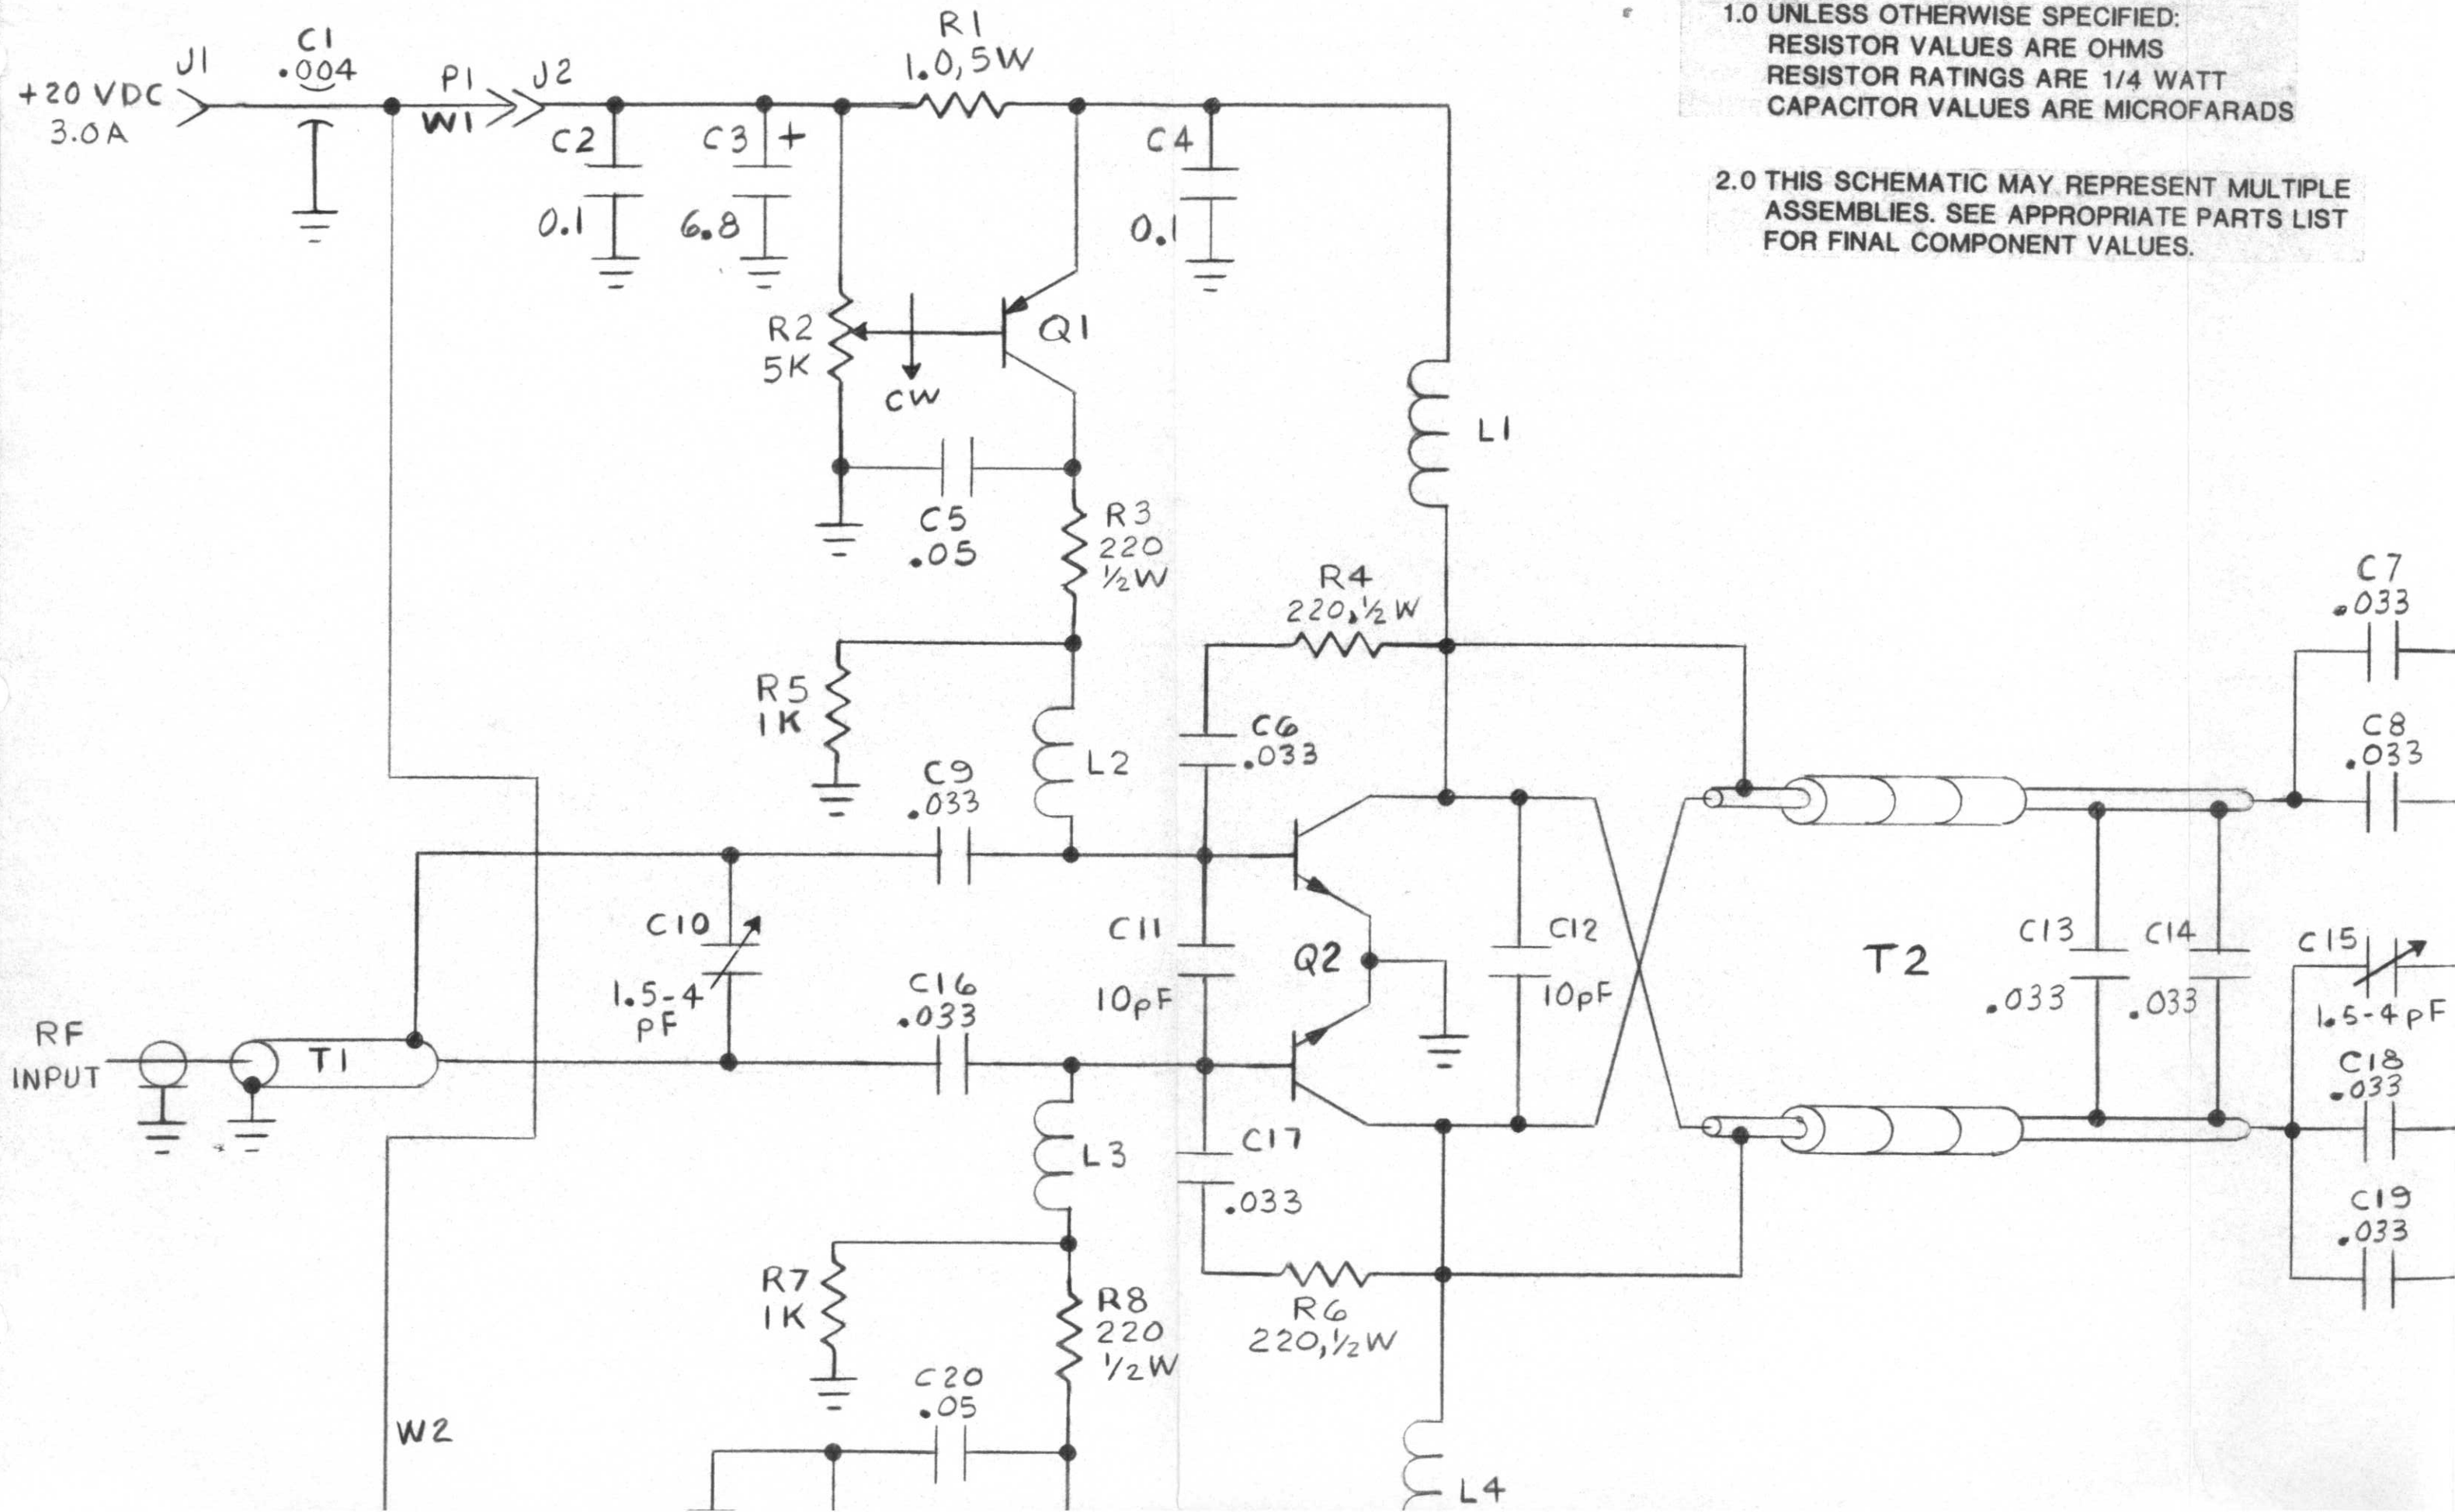 1.0 UNLESS OTHERWISE SPECIFIED:
RESISTOR VALUES ARE OHMS
RESISTOR RATINGS ARE 1/4 WATT
CAPACITOR VALUES ARE MICROFARADS
2.0 THIS SCHEMATIC MAY REPRESENT MULTIPLE
ASSEMBLIES. SEE APPROPRIATE PARTS LIST
FOR FINAL COMPONENT VALUES.
+20 VDC
3.0A
J1
C1
.004
P1
W1
J2
R1
1.0, 5W
C2
0.1
C3 +
6.8
C4
0.1
R2
5K
CW
Q1
C5
.05
R3
220
½W
L1
R4
220, ½ W
C7
.033
R5
1K
L2
C6
.033
C8
.033
C9
.033
C10
1.5-4
pF
C11
10pF
Q2
C12
10pF
T2
C13
.033
C14
.033
C15
1.5-4pF
C16
.033
RF
INPUT
T1
C18
.033
L3
C17
.033
C19
.033
R7
1K
R8
220
½W
R6
220, ½W
C20
.05
W2
L4